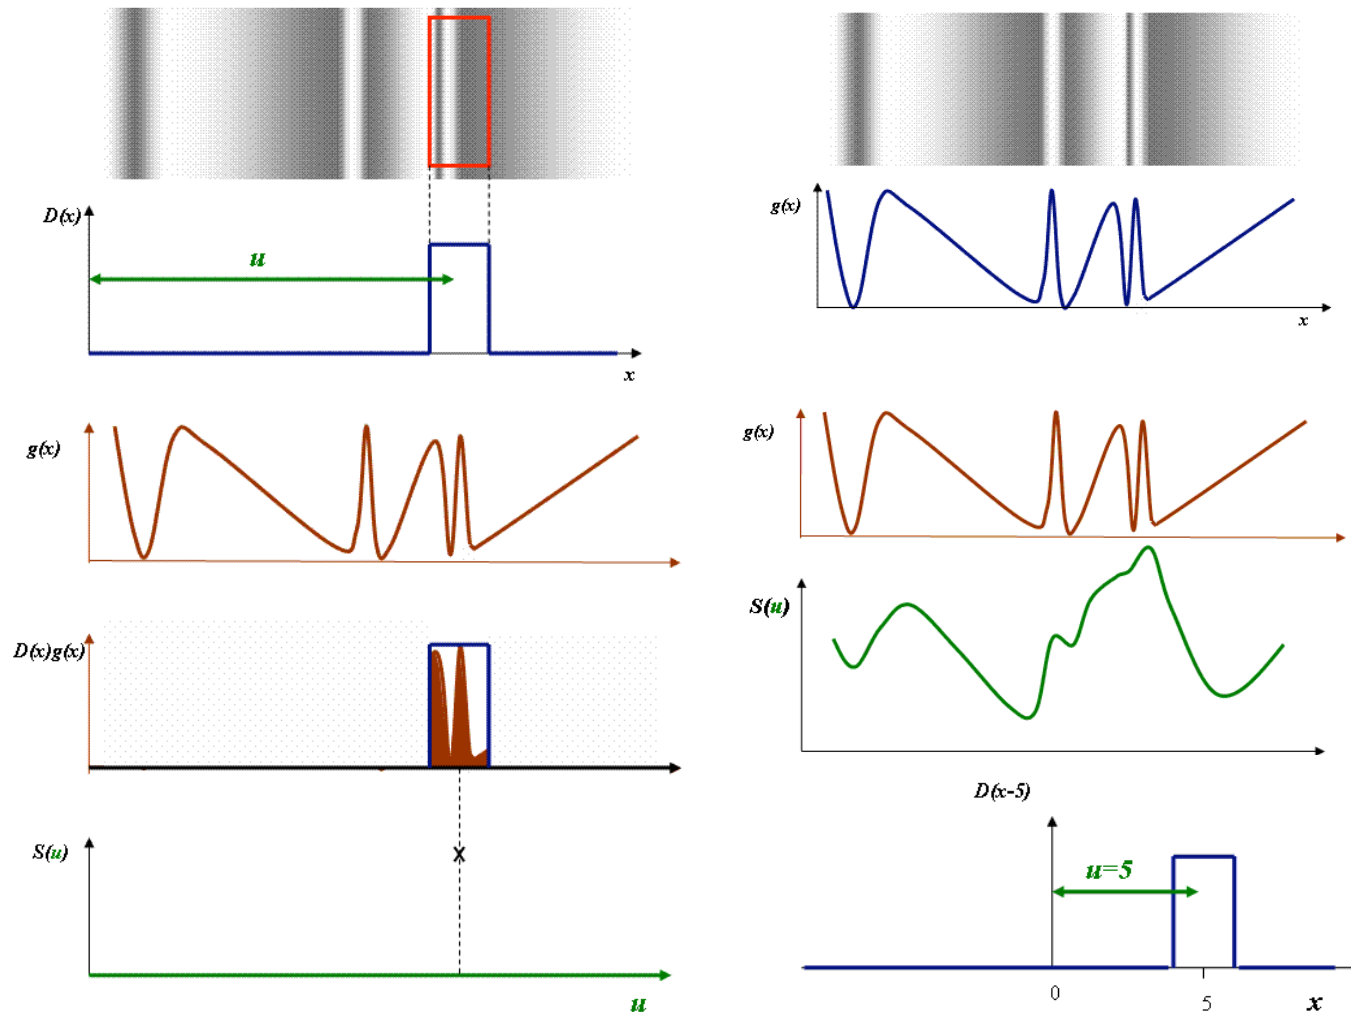 D(x)
u
x
g(x)
D(x)g(x)
S(u)
x
u
g(x)
x
g(x)
S(u)
D(x-5)
u=5
0
5
x